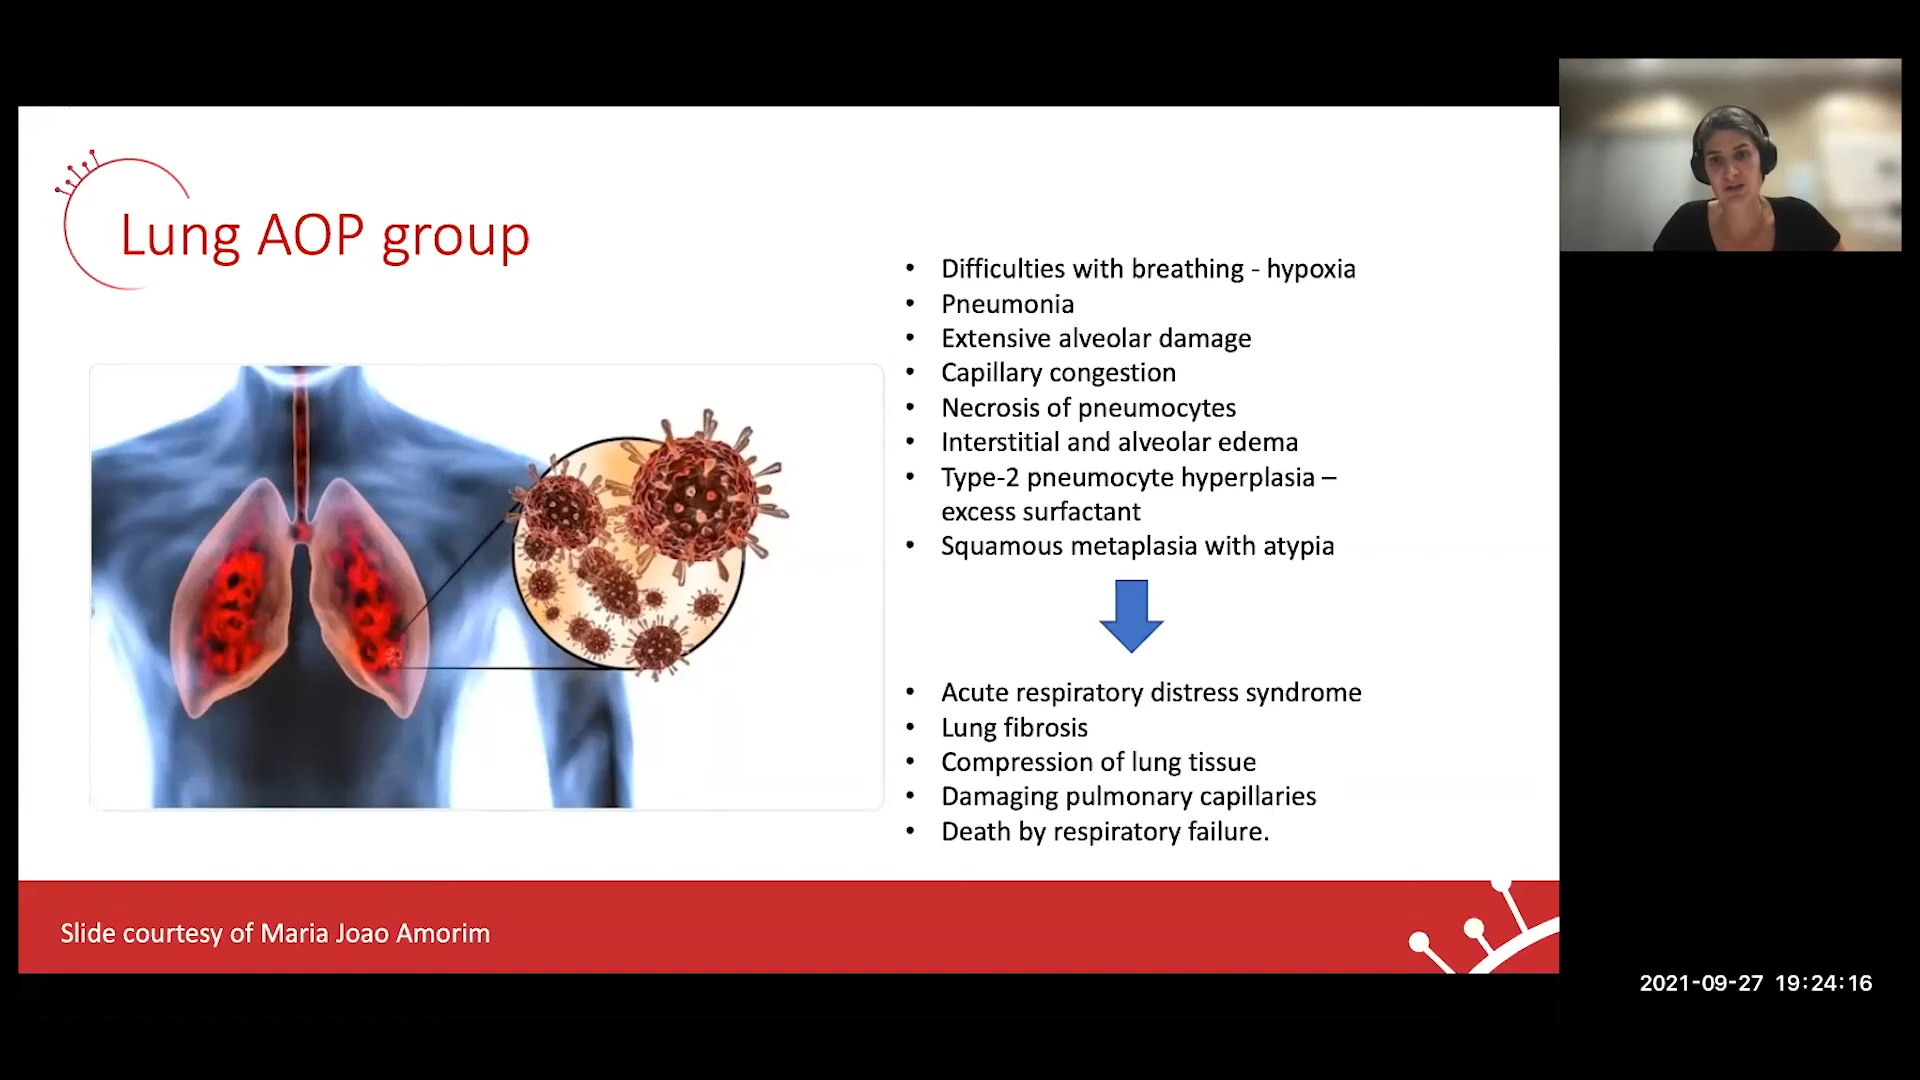 Lung AOP group
• Difficulties with breathing - hypoxia
• Pneumonia
• Extensive alveolar damage
• Capillary congestion
• Necrosis of pneumocytes
• Interstitial and alveolar edema
• Type-2 pneumocyte hyperplasia –
excess surfactant
• Squamous metaplasia with atypia
• Acute respiratory distress syndrome
• Lung fibrosis
• Compression of lung tissue
• Damaging pulmonary capillaries
• Death by respiratory failure.
Slide courtesy of Maria Joao Amorim
2021-09-27 19:24:16